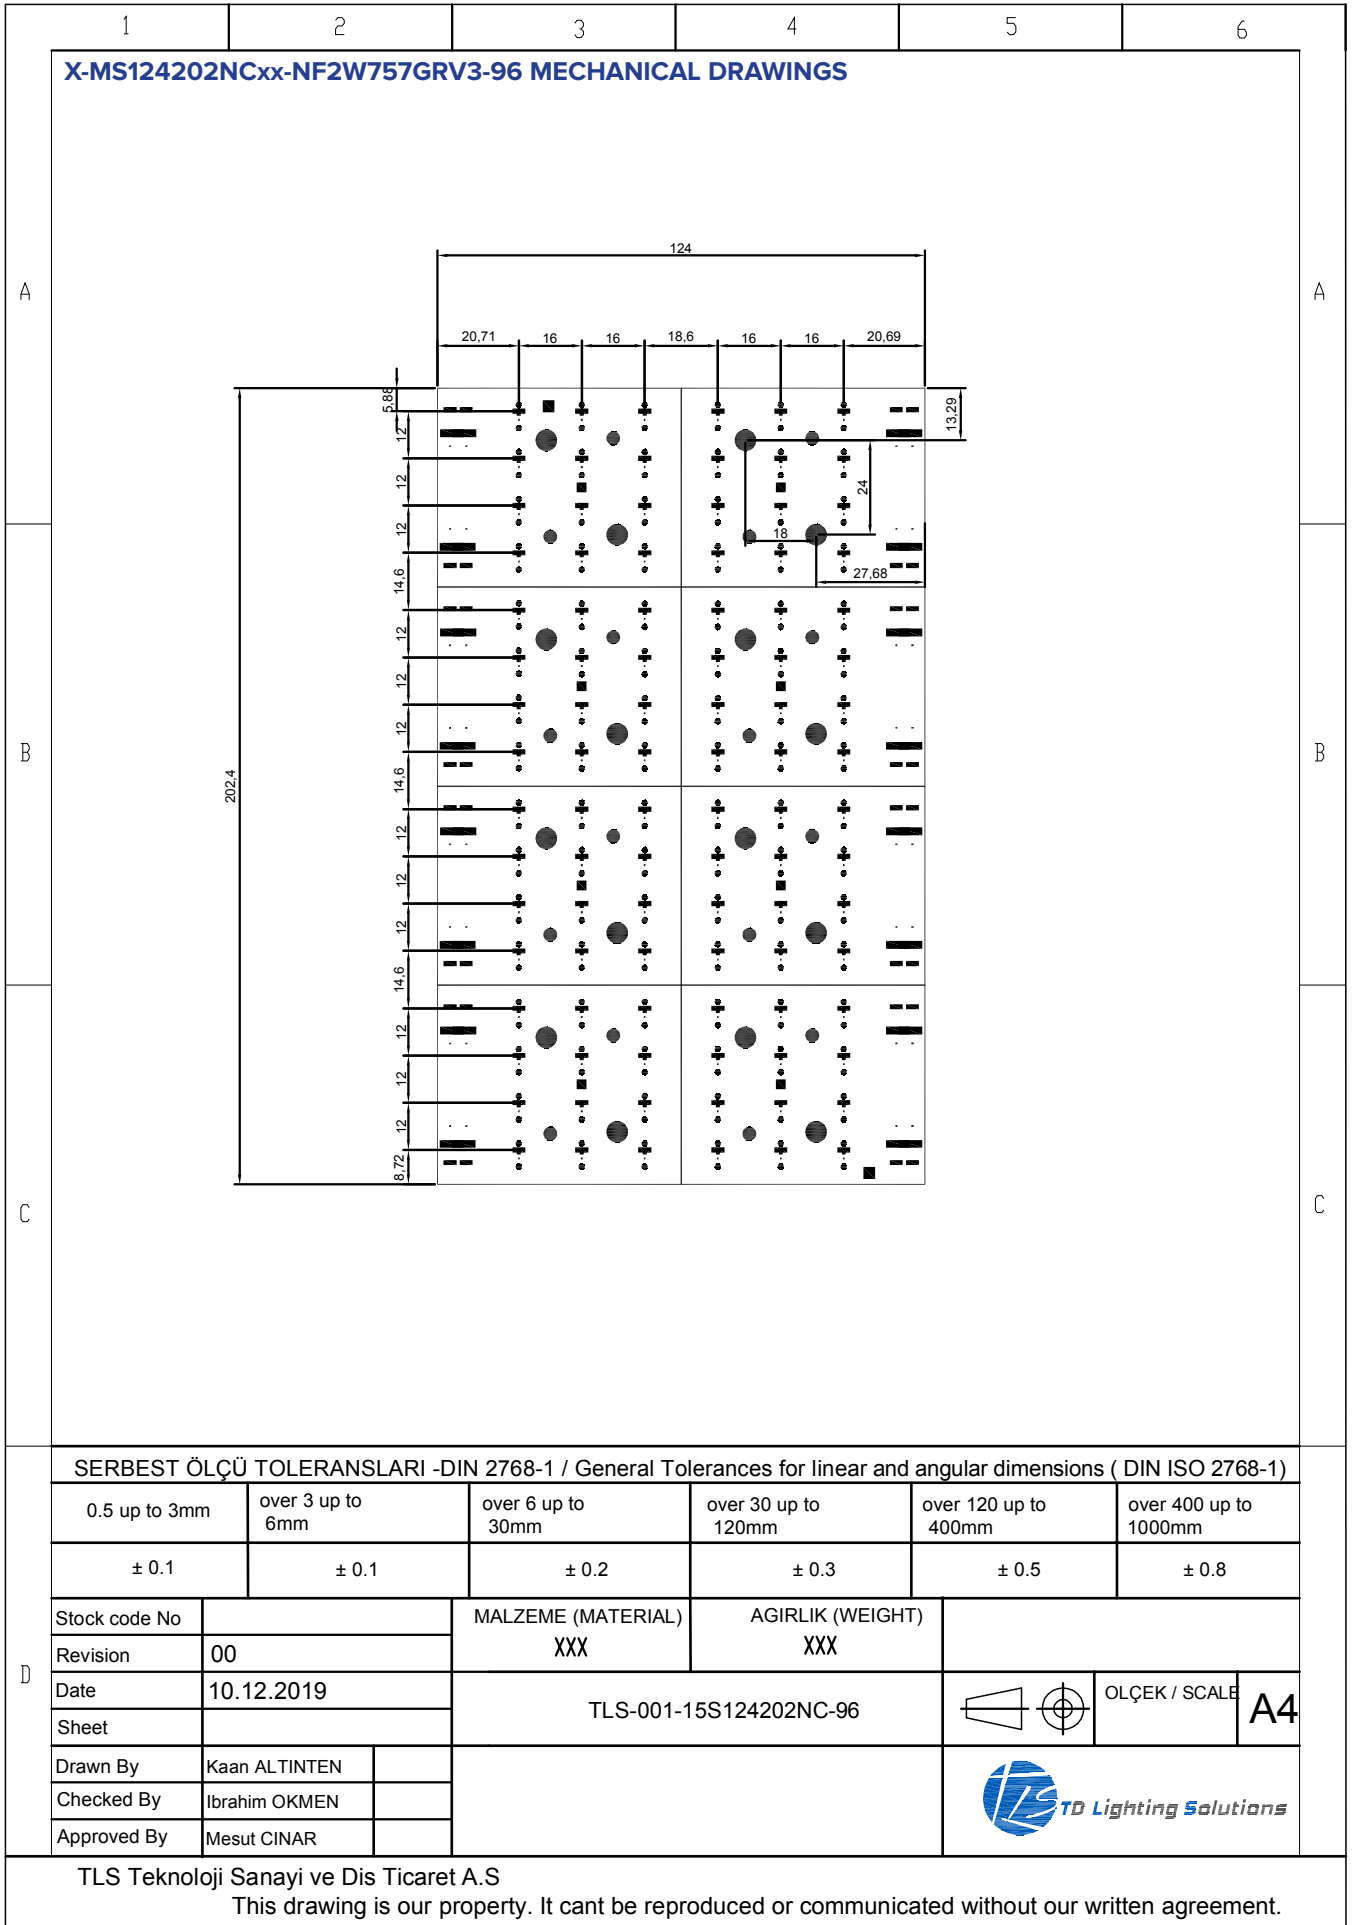 1 2 3 4 5 6
X-MS124202NCxx-NF2W757GRV3-96 MECHANICAL DRAWINGS
124
A A
20,71 16 16 18,6 16 16 20,69
5,88
13,29
12
12
24
12
18
14,6
27,68
12
12
12
B B
202,4
14,6
12
12
12
14,6
12
12
12
8,72
C C
SERBEST ÖLÇÜ TOLERANSLARI -DIN 2768-1 / General Tolerances for linear and angular dimensions ( DIN ISO 2768-1)
0.5 up to 3mm
over 3 up to
6mm
over 6 up to
30mm
over 30 up to
120mm
over 120 up to
400mm
over 400 up to
1000mm
± 0.1 ± 0.1 ± 0.2 ± 0.3 ± 0.5 ± 0.8
Stock code No
MALZEME (MATERIAL)
XXX
AGIRLIK (WEIGHT)
XXX
Revision 00
D
Date 10.12.2019
TLS-001-15S124202NC-96
OLÇEK / SCALE
A4
Sheet
Drawn By Kaan ALTINTEN
Checked By Ibrahim OKMEN
Approved By Mesut CINAR
TLS
TD Lighting Solutions
TLS Teknoloji Sanayi ve Dis Ticaret A.S
This drawing is our property. It cant be reproduced or communicated without our written agreement.